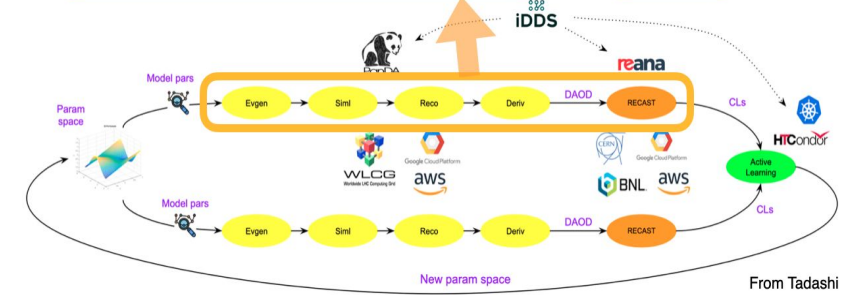 iDDS
PanDA
reana
Model pars
DAOD
CLs
Evgen
Siml
Reco
Deriv
RECAST
Param
space
HTCondor
CERN
Google Cloud Platform
Google Cloud Platform
WLCG
Worldwide LHC Computing Grid
aws
BNL
aws
Active
Learning
Model pars
DAOD
CLs
Evgen
Siml
Reco
Deriv
RECAST
New param space
From Tadashi